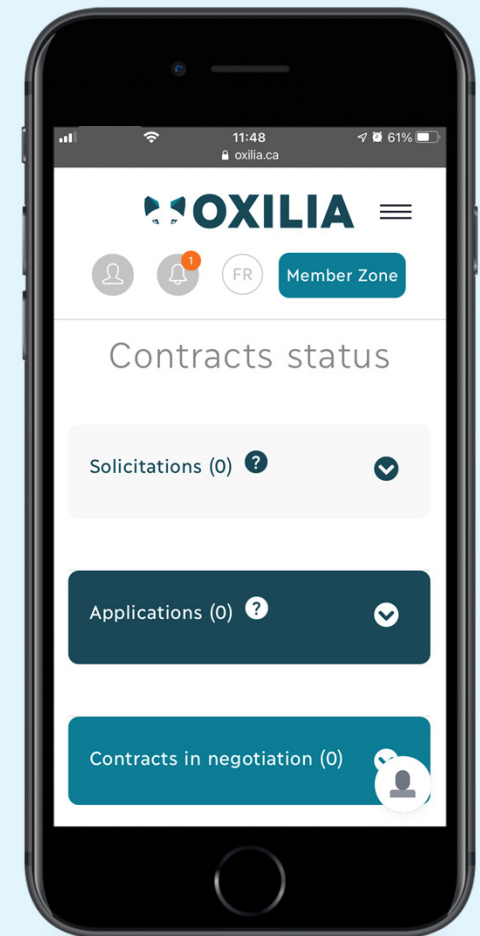 11:48
61%
oxilia.ca
OXILIA
1
FR
Member Zone
Contracts status
Solicitations (0) ?
Applications (0) ?
Contracts in negotiation (0)